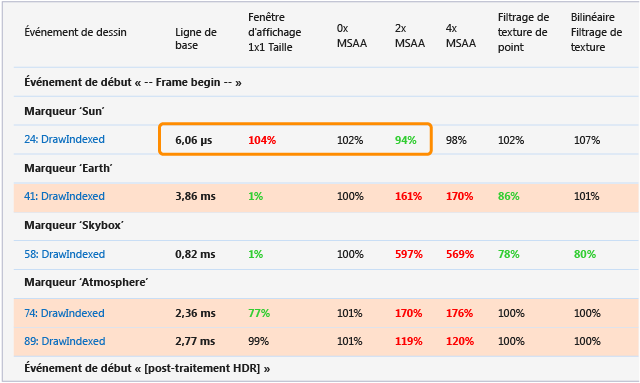 Événement de dessin Ligne de base Fenêtre d'affichage 1x1 Taille 0x MSAA 2x MSAA 4x MSAA Filtrage de texture de point Bilinéaire Filtrage de texture
Événement de début « -- Frame begin -- »
Marqueur ‘Sun’
24: DrawIndexed 6,06 µs 104% 102% 94% 98% 102% 107%
Marqueur ‘Earth’
41: DrawIndexed 3,86 ms 1% 100% 161% 170% 86% 101%
Marqueur ‘Skybox’
58: DrawIndexed 0,82 ms 1% 100% 597% 569% 78% 80%
Marqueur ‘Atmosphere’
74: DrawIndexed 2,36 ms 77% 101% 170% 176% 100% 100%
89: DrawIndexed 2,77 ms 99% 101% 119% 120% 100% 100%
Événement de début « [post-traitement HDR] »